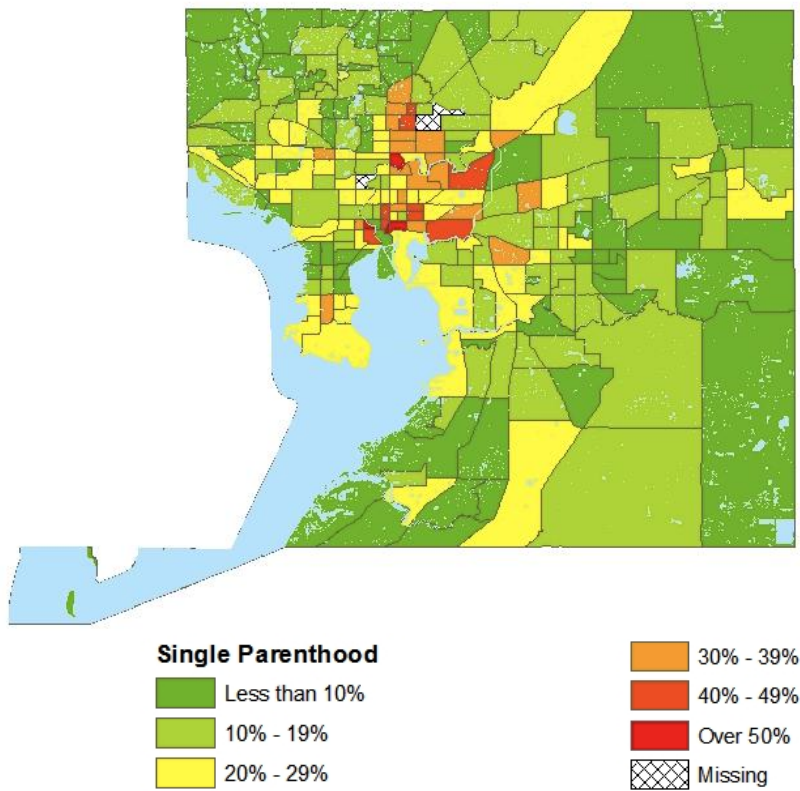 Single Parenthood
Less than 10%
10% - 19%
20% - 29%
30% - 39%
40% - 49%
Over 50%
Missing